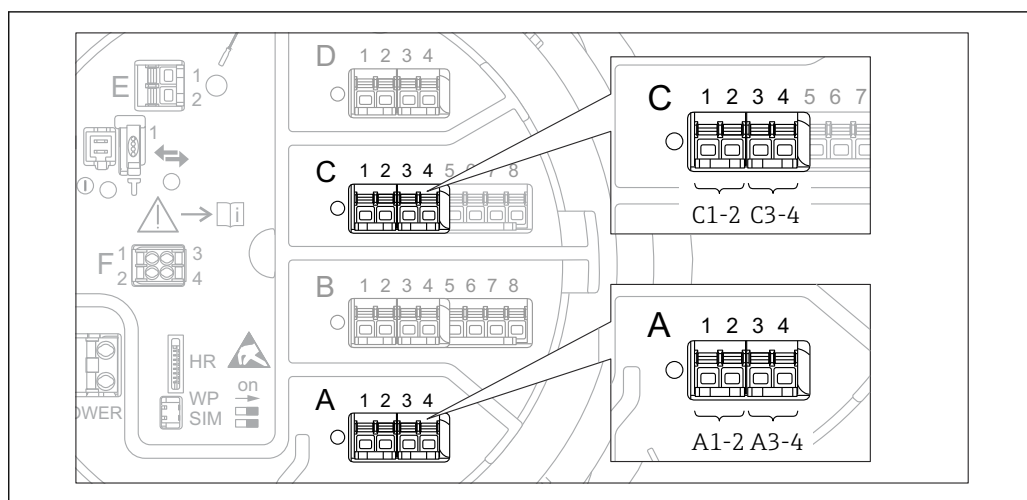 D
1 2 3 4
E
1
2
1
C
1 2 3 4 5 7 8
F
1 3
2 4
B
1 2 3 4 5 6 7 8
HR
WP
SIM
on
OWER
A
1 2 3 4
C
1 2 3 4 5 6 7
C1-2 C3-4
A
1 2 3 4
A1-2 A3-4